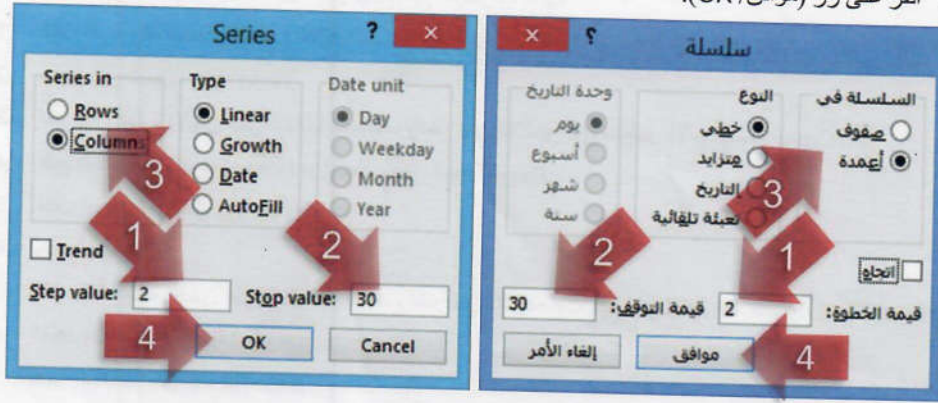 انقر على زر (موافق/OK).
Series ? ×
Series in
Rows
Columns
Type
Linear
Growth
Date
AutoFill
Date unit
Day
Weekday
Month
Year
Trend
Step value: 2
Stop value: 30
OK
Cancel
1
2
3
4
سلسلة ? ×
السلسلة في
صفوف
أعمدة
النوع
خطي
متزايد
التاريخ
تعبئة تلقائية
وحدة التاريخ
يوم
أسبوع
شهر
سنة
اتجاه
قيمة الخطوة: 2
قيمة التوقف: 30
موافق
إلغاء الأمر
1
2
3
4